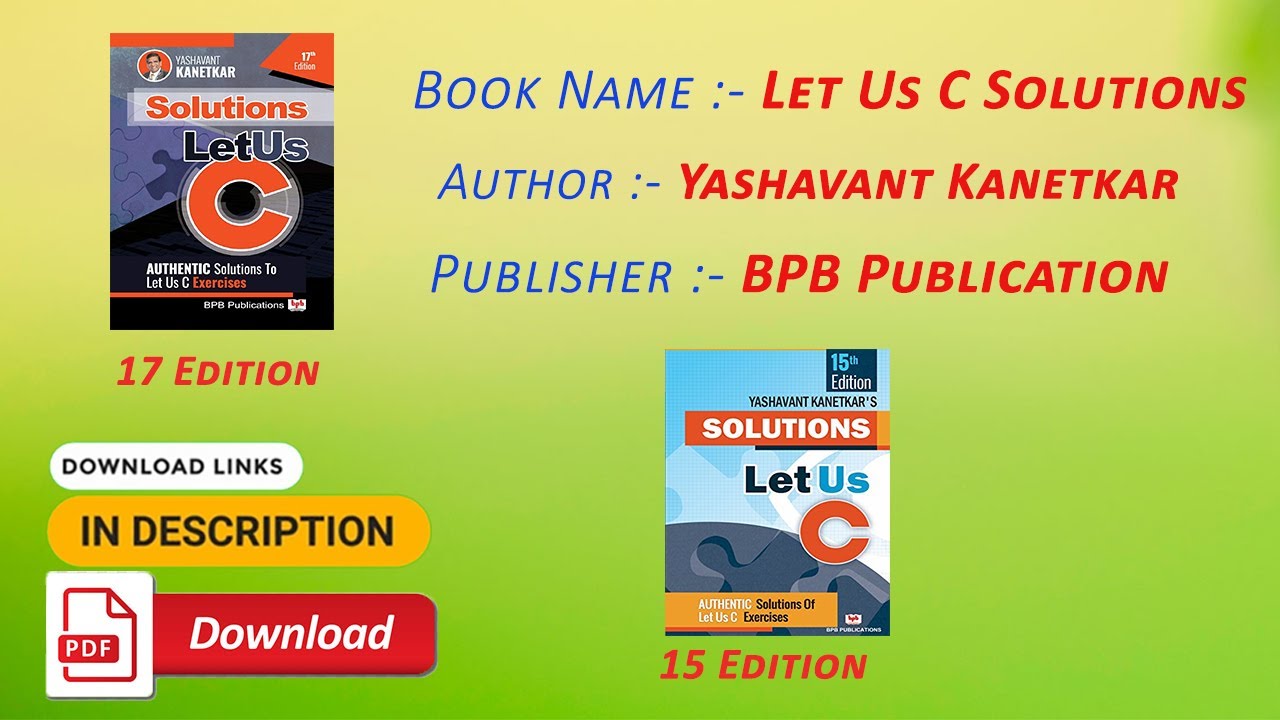 YASHAVANT
KANETKAR
17th
Edition
Solutions
Let Us
C
AUTHENTIC Solutions To
Let Us C Exercises
BPB Publications
bpb
17 Edition
Book Name :- Let Us C Solutions
Author :- Yashavant Kanetkar
Publisher :- BPB Publication
15th
Edition
YASHAVANT KANETKAR'S
SOLUTIONS
Let Us
C
AUTHENTIC Solutions Of
Let Us C Exercises
bpb
BPB PUBLICATIONS
15 Edition
DOWNLOAD LINKS
IN DESCRIPTION
PDF
Download